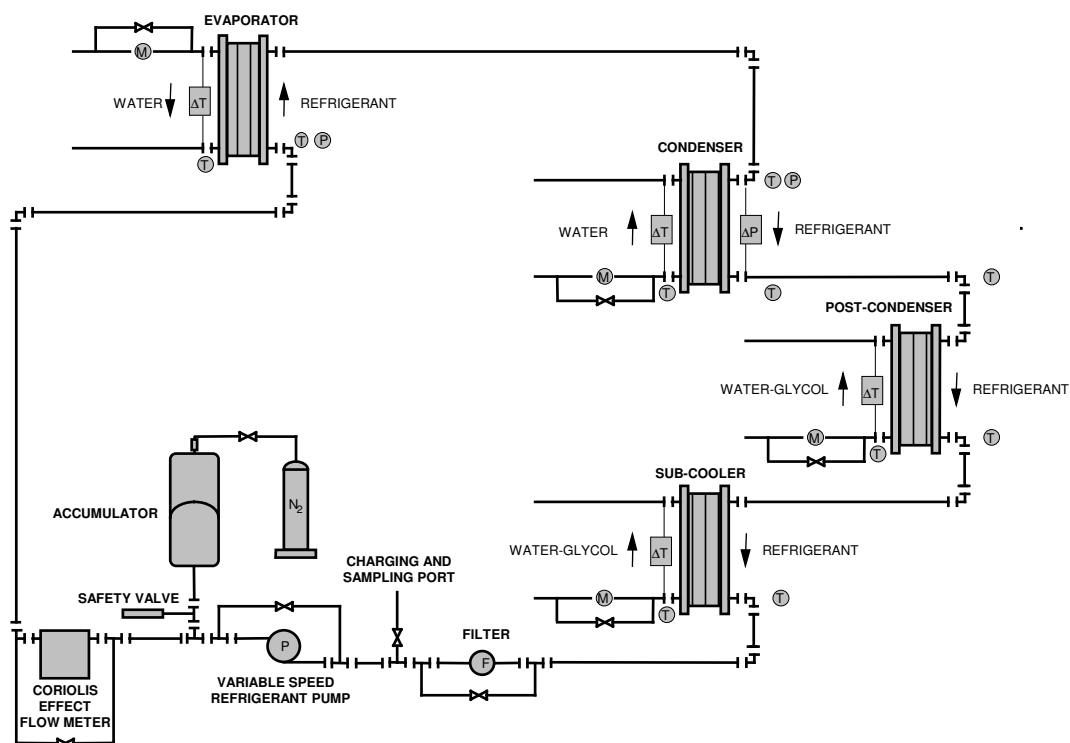 EVAPORATOR
M
WATER
ΔT
REFRIGERANT
T P
T
CONDENSER
T P
WATER
ΔT
ΔP
REFRIGERANT
M
T
T
T
POST-CONDENSER
WATER-GLYCOL
ΔT
REFRIGERANT
M
T
T
SUB-COOLER
ACCUMULATOR
N2
WATER-GLYCOL
ΔT
REFRIGERANT
CHARGING AND
SAMPLING PORT
SAFETY VALVE
M
T
T
FILTER
P
F
VARIABLE SPEED
REFRIGERANT PUMP
CORIOLIS
EFFECT
FLOW METER